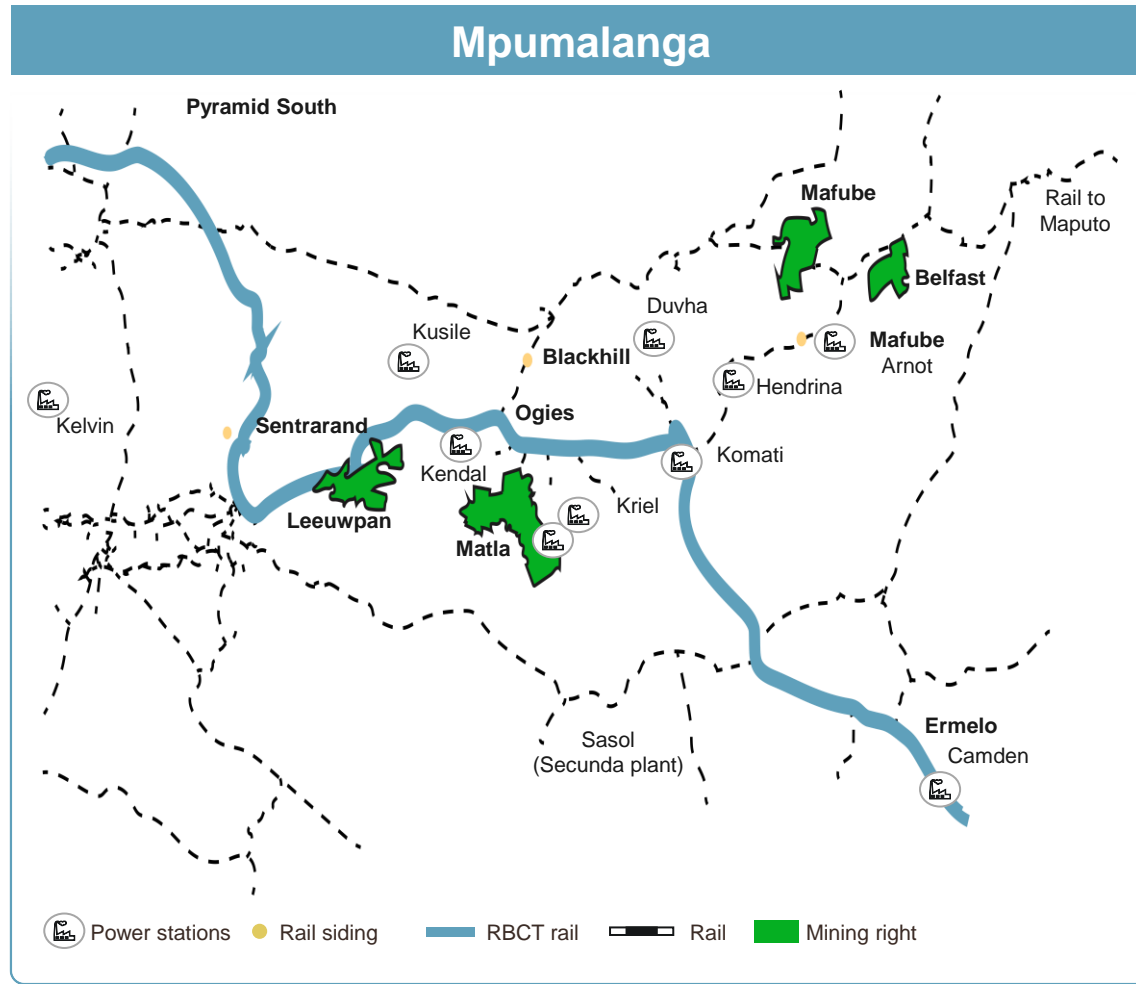 Mpumalanga
Pyramid South
Mafube
Rail to
Maputo
Belfast
Duvha
Kusile
Blackhill
Mafube
Arnot
Hendrina
Kelvin
Sentrarand
Ogies
Komati
Kendal
Kriel
Leeuwpan
Matla
Ermelo
Sasol
(Secunda plant)
Camden
Power stations
Rail siding
RBCT rail
Rail
Mining right